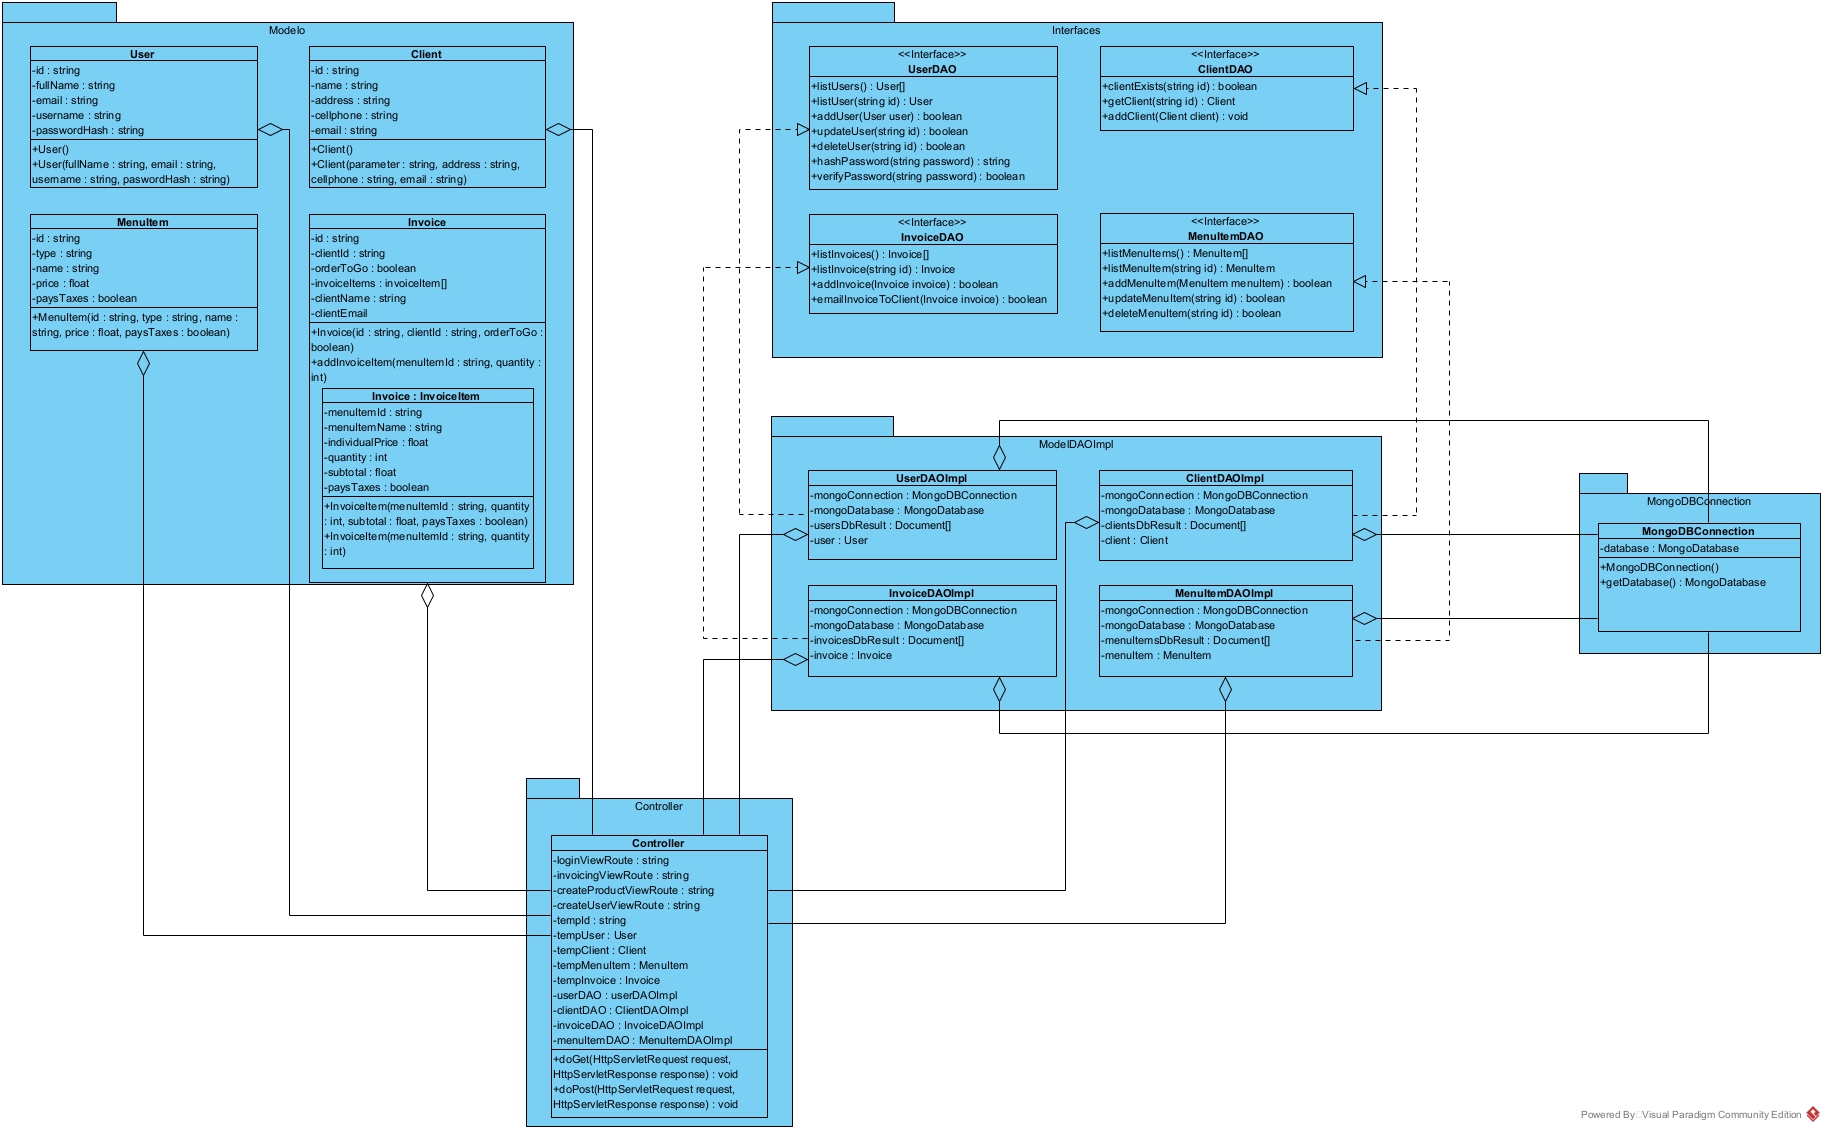 Modelo
User
-id : string
-fullName : string
-email : string
-username : string
-passwordHash : string
+User()
+User(fullName : string, email : string,
username : string, paswordHash : string)
Client
-id : string
-name : string
-address : string
-cellphone : string
-email : string
+Client()
+Client(parameter : string, address : string,
cellphone : string, email : string)
MenuItem
-id : string
-type : string
-name : string
-price : float
-paysTaxes : boolean
+MenuItem(id : string, type : string, name :
string, price : float, paysTaxes : boolean)
Invoice
-id : string
-clientId : string
-orderToGo : boolean
-invoiceItems : invoiceItem[]
-clientName : string
-clientEmail
+Invoice(id : string, clientId : string, orderToGo :
boolean)
+addInvoiceItem(menuItemId : string, quantity :
int)
Invoice : InvoiceItem
-menuItemId : string
-menuItemName : string
-individualPrice : float
-quantity : int
-subtotal : float
-paysTaxes : boolean
+InvoiceItem(menuItemId : string, quantity
: int, subtotal : float, paysTaxes : boolean)
+InvoiceItem(menuItemId : string, quantity
: int)
Interfaces
<<Interface>>
UserDAO
+listUsers() : User[]
+listUser(string id) : User
+addUser(User user) : boolean
+updateUser(string id) : boolean
+deleteUser(string id) : boolean
+hashPassword(string password) : string
+verifyPassword(string password) : boolean
<<Interface>>
ClientDAO
+clientExists(string id) : boolean
+getClient(string id) : Client
+addClient(Client client) : void
<<Interface>>
InvoiceDAO
+listInvoices() : Invoice[]
+listInvoice(string id) : Invoice
+addInvoice(Invoice invoice) : boolean
+emailInvoiceToClient(Invoice invoice) : boolean
<<Interface>>
MenuItemDAO
+listMenuItems() : MenuItem[]
+listMenuItem(string id) : MenuItem
+addMenuItem(MenuItem menuItem) : boolean
+updateMenuItem(string id) : boolean
+deleteMenuItem(string id) : boolean
ModelDAOImpl
UserDAOImpl
-mongoConnection : MongoDBConnection
-mongoDatabase : MongoDatabase
-usersDbResult : Document[]
-user : User
ClientDAOImpl
-mongoConnection : MongoDBConnection
-mongoDatabase : MongoDatabase
-clientsDbResult : Document[]
-client : Client
InvoiceDAOImpl
-mongoConnection : MongoDBConnection
-mongoDatabase : MongoDatabase
-invoicesDbResult : Document[]
-invoice : Invoice
MenuItemDAOImpl
-mongoConnection : MongoDBConnection
-mongoDatabase : MongoDatabase
-menuItemsDbResult : Document[]
-menuItem : MenuItem
MongoDBConnection
MongoDBConnection
-database : MongoDatabase
+MongoDBConnection()
+getDatabase() : MongoDatabase
Controller
Controller
-loginViewRoute : string
-invoicingViewRoute : string
-createProductViewRoute : string
-createUserViewRoute : string
-tempId : string
-tempUser : User
-tempClient : Client
-tempMenuItem : MenuItem
-tempInvoice : Invoice
-userDAO : userDAOImpl
-clientDAO : ClientDAOImpl
-invoiceDAO : InvoiceDAOImpl
-menuItemDAO : MenuItemDAOImpl
+doGet(HttpServletRequest request,
HttpServletResponse response) : void
+doPost(HttpServletRequest request,
HttpServletResponse response) : void
Powered By Visual Paradigm Community Edition